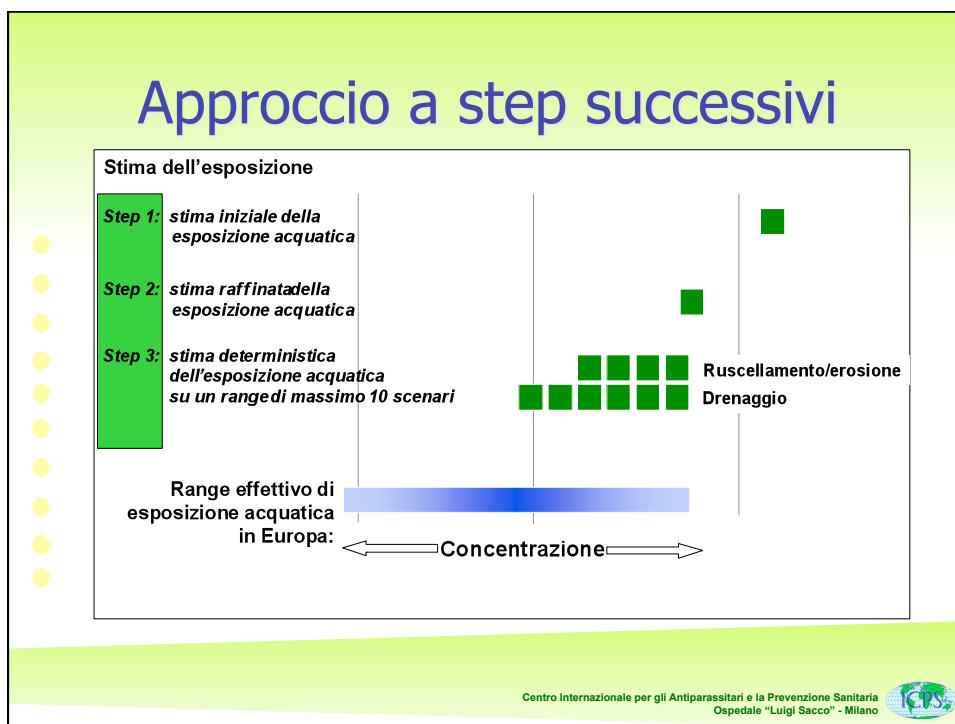 Approccio a step successivi
Stima dell'esposizione
Step 1: stima iniziale della
esposizione acquatica
Step 2: stima raffinatadella
esposizione acquatica
Step 3: stima deterministica
dell'esposizione acquatica
su un rangedi massimo 10 scenari
Ruscellamento/erosione
Drenaggio
Range effettivo di
esposizione acquatica
in Europa:
Concentrazione
Centro Internazionale per gli Antiparassitari e la Prevenzione Sanitaria
Ospedale “Luigi Sacco” - Milano
ICPS